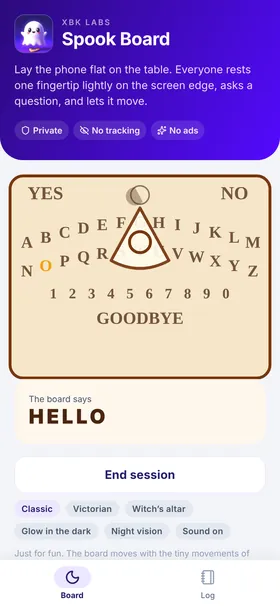 XBK LABS
Spook Board
Lay the phone flat on the table. Everyone rests
one fingertip lightly on the screen edge, asks a
question, and lets it move.
Private
No tracking
No ads
YES
NO
A B C D E F H I J K L M
N O P Q R V W X Y Z
1 2 3 4 5 6 7 8 9 0
GOODBYE
The board says
HELLO
End session
Classic
Victorian
Witch's altar
Glow in the dark
Night vision
Sound on
Just for fun. The board moves with the tiny movements of
Board
Log